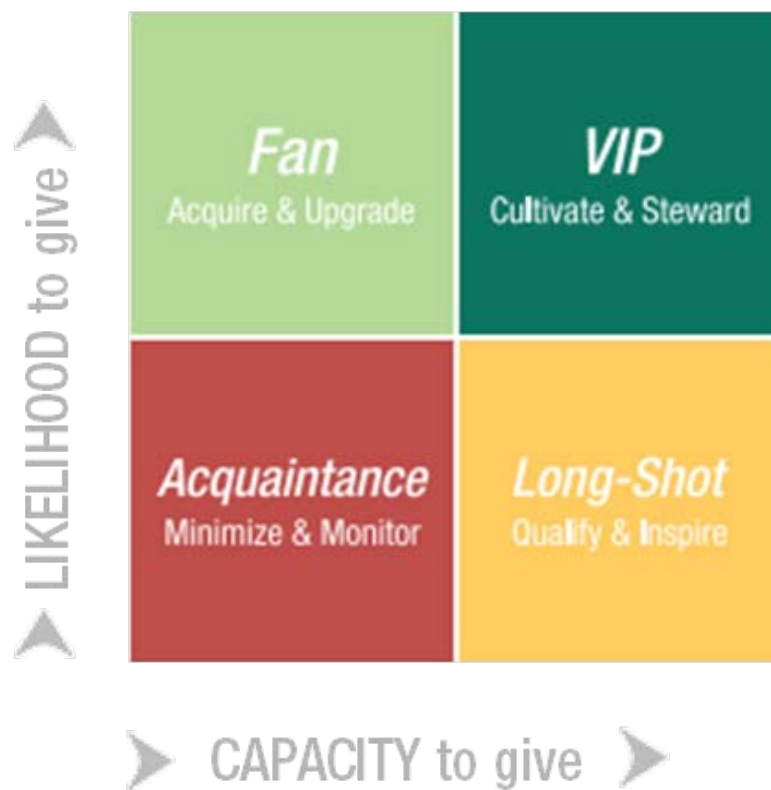 Fan
Acquire & Upgrade
VIP
Cultivate & Steward
LIKELIHOOD to give
Acquaintance
Minimize & Monitor
Long-Shot
Qualify & Inspire
CAPACITY to give